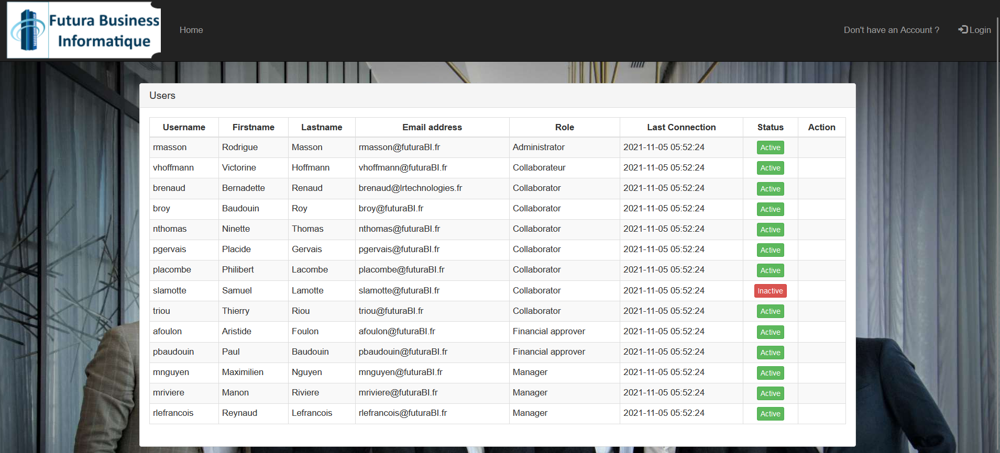 Futura Business
Informatique
Home
Don't have an Account ?
Login
Users
Username Firstname Lastname Email address Role Last Connection Status Action
rmasson Rodrigue Masson rmasson@futuraBI.fr Administrator 2021-11-05 05:52:24 Active
vhoffmann Victorine Hoffmann vhoffmann@futuraBI.fr Collaborateur 2021-11-05 05:52:24 Active
brenaud Bernadette Renaud brenaud@lrtechnologies.fr Collaborator 2021-11-05 05:52:24 Active
broy Baudouin Roy broy@futuraBI.fr Collaborator 2021-11-05 05:52:24 Active
nthomas Ninette Thomas nthomas@futuraBI.fr Collaborator 2021-11-05 05:52:24 Active
pgervais Placide Gervais pgervais@futuraBI.fr Collaborator 2021-11-05 05:52:24 Active
placombe Philibert Lacombe placombe@futuraBI.fr Collaborator 2021-11-05 05:52:24 Active
slamotte Samuel Lamotte slamotte@futuraBI.fr Collaborator 2021-11-05 05:52:24 Inactive
triou Thierry Riou triou@futuraBI.fr Collaborator 2021-11-05 05:52:24 Active
afoulon Aristide Foulon afoulon@futuraBI.fr Financial approver 2021-11-05 05:52:24 Active
pbaudouin Paul Baudouin pbaudouin@futuraBI.fr Financial approver 2021-11-05 05:52:24 Active
mnguyen Maximilien Nguyen mnguyen@futuraBI.fr Manager 2021-11-05 05:52:24 Active
mriviere Manon Riviere mriviere@futuraBI.fr Manager 2021-11-05 05:52:24 Active
rlefrancois Reynaud Lefrancois rlefrancois@futuraBI.fr Manager 2021-11-05 05:52:24 Active